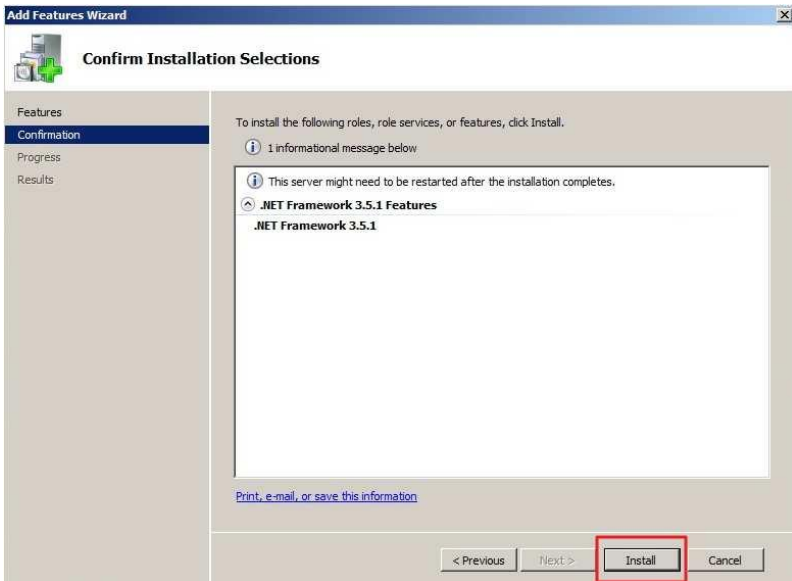 Add Features Wizard
Confirm Installation Selections
Features
Confirmation
Progress
Results
To install the following roles, role services, or features, click Install.
1 informational message below
This server might need to be restarted after the installation completes.
.NET Framework 3.5.1 Features
.NET Framework 3.5.1
Print, e-mail, or save this information
< Previous
Next >
Install
Cancel